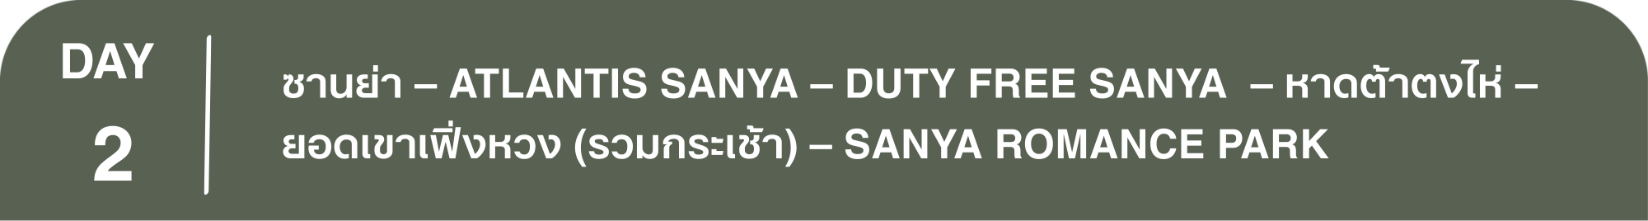 DAY
2
ซานย่า – ATLANTIS SANYA – DUTY FREE SANYA – หาดต้าตงไห่ –
ยอดเขาเฟิ่งหวง (รวมกระเช้า) – SANYA ROMANCE PARK